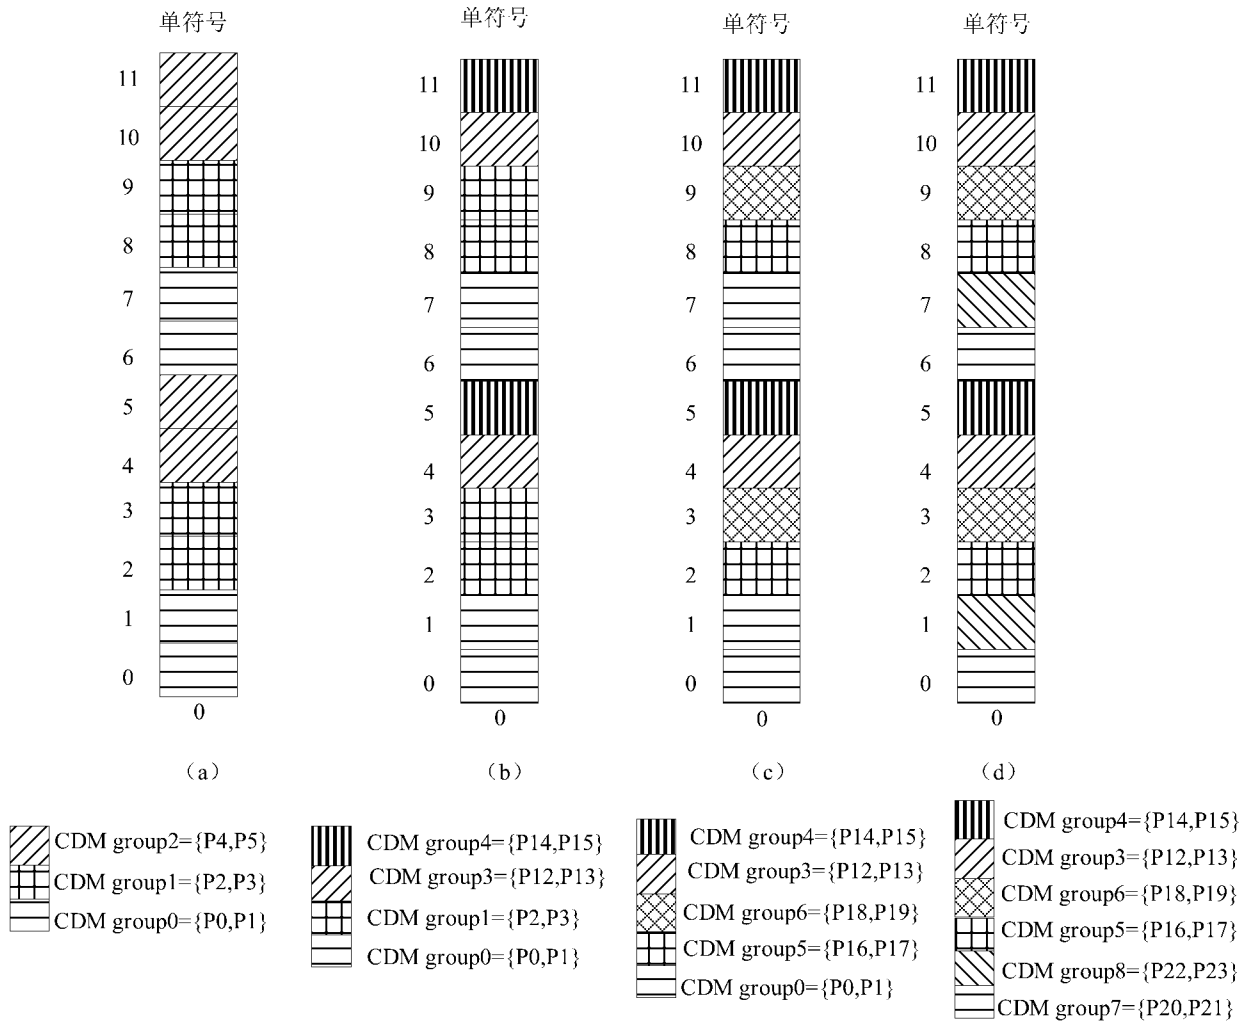 单符号
11
10
9
8
7
6
5
4
3
2
1
0
0
（a）
CDM group2={P4,P5}
CDM group1={P2,P3}
CDM group0={P0,P1}
单符号
11
10
9
8
7
6
5
4
3
2
1
0
0
（b）
CDM group4={P14,P15}
CDM group3={P12,P13}
CDM group1={P2,P3}
CDM group0={P0,P1}
单符号
11
10
9
8
7
6
5
4
3
2
1
0
0
（c）
CDM group4={P14,P15}
CDM group3={P12,P13}
CDM group6={P18,P19}
CDM group5={P16,P17}
CDM group0={P0,P1}
单符号
11
10
9
8
7
6
5
4
3
2
1
0
0
（d）
CDM group4={P14,P15}
CDM group3={P12,P13}
CDM group6={P18,P19}
CDM group5={P16,P17}
CDM group8={P22,P23}
CDM group7={P20,P21}